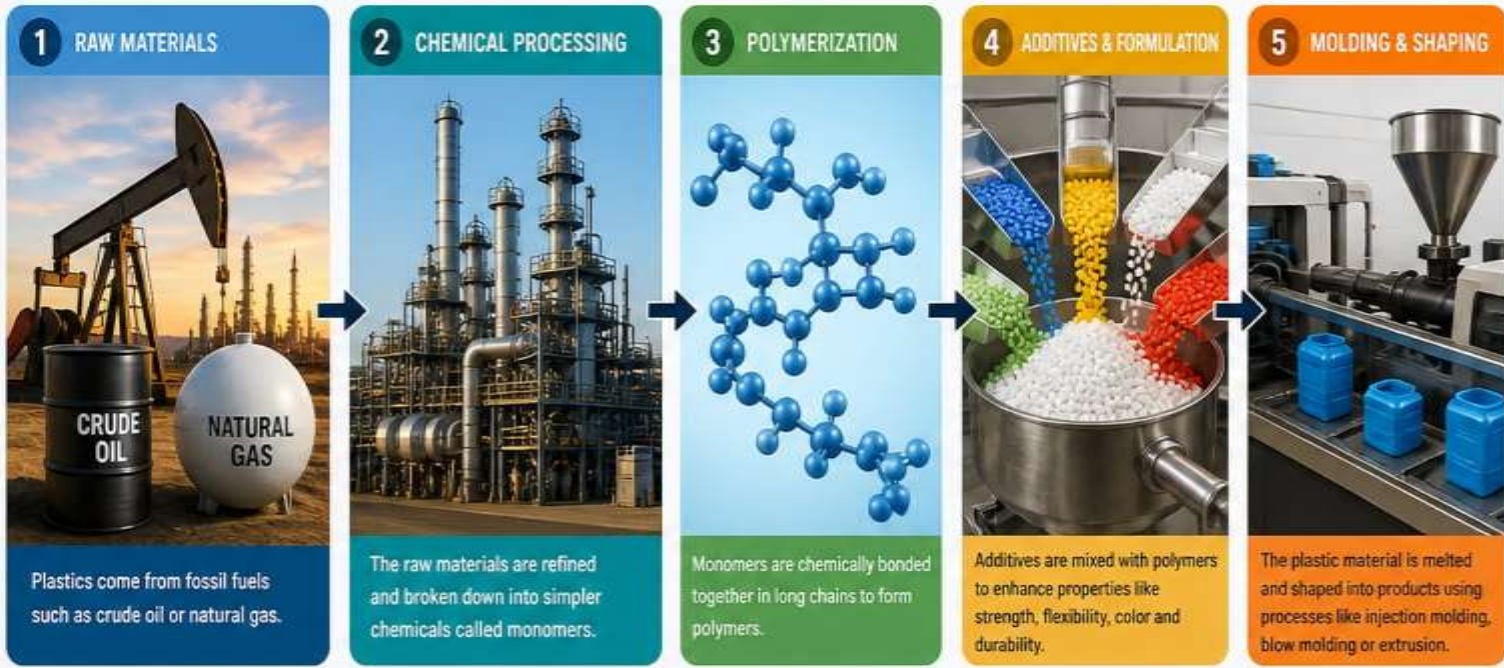 1 RAW MATERIALS
CRUDE
OIL
NATURAL
GAS
Plastics come from fossil fuels
such as crude oil or natural gas.
2 CHEMICAL PROCESSING
The raw materials are refined
and broken down into simpler
chemicals called monomers.
3 POLYMERIZATION
Monomers are chemically bonded
together in long chains to form
polymers.
4 ADDITIVES & FORMULATION
Additives are mixed with polymers
to enhance properties like
strength, flexibility, color and
durability.
5 MOLDING & SHAPING
The plastic material is melted
and shaped into products using
processes like injection molding,
blow molding or extrusion.